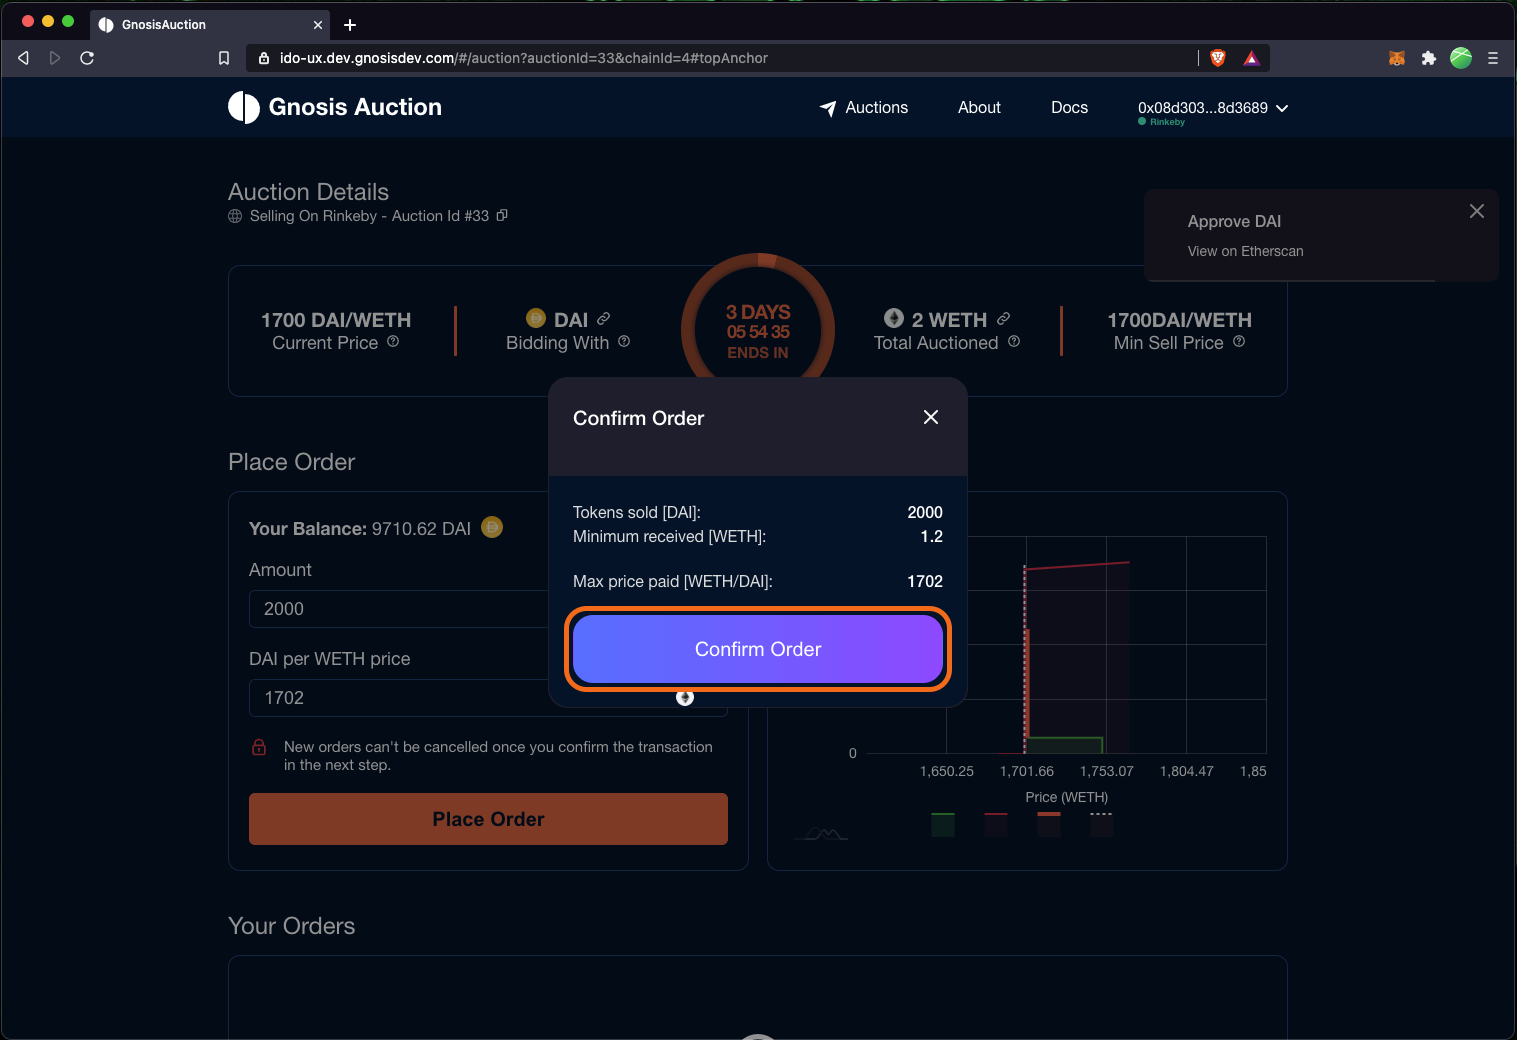 GnosisAuction
ido-ux.dev.gnosisdev.com/#/auction?auctionId=33&chainId=4#topAnchor
Gnosis Auction
Auctions
About
Docs
0x08d303...8d3689
Rinkeby
Auction Details
Selling On Rinkeby - Auction Id #33
Approve DAI
View on Etherscan
1700 DAI/WETH
Current Price
DAI
Bidding With
3 DAYS
05 54 35
ENDS IN
2 WETH
Total Auctioned
1700DAI/WETH
Min Sell Price
Confirm Order
Tokens sold [DAI]: 2000
Minimum received [WETH]: 1.2
Max price paid [WETH/DAI]: 1702
Confirm Order
Place Order
Your Balance: 9710.62 DAI
Amount
2000
DAI per WETH price
1702
New orders can't be cancelled once you confirm the transaction
in the next step.
Place Order
0
1,650.25 1,701.66 1,753.07 1,804.47 1,85
Price (WETH)
Your Orders